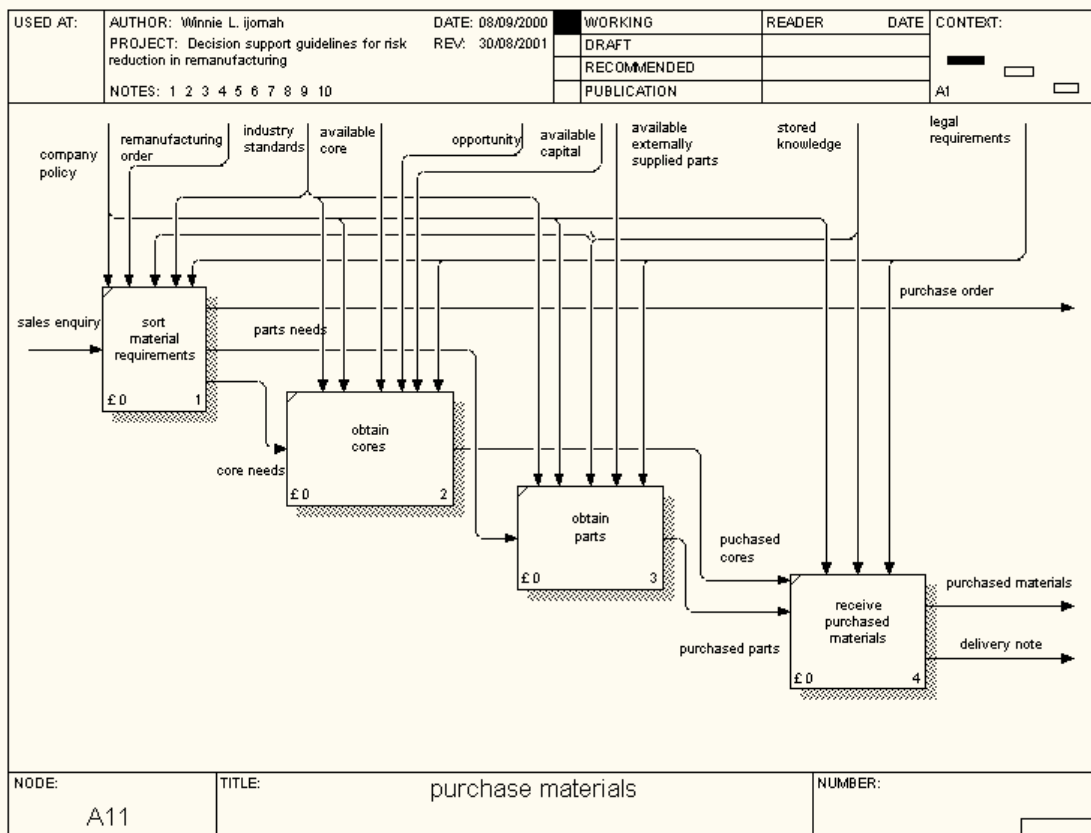 USED AT:
AUTHOR: Winnie L. ijomah
DATE: 08/09/2000
PROJECT: Decision support guidelines for risk
reduction in remanufacturing
REV: 30/08/2001
NOTES: 1 2 3 4 5 6 7 8 9 10
WORKING
DRAFT
RECOMMENDED
PUBLICATION
READER DATE
CONTEXT:
A1
company
policy
remanufacturing
order
industry
standards
available
core
opportunity
available
capital
available
externally
supplied parts
stored
knowledge
legal
requirements
sales enquiry
sort
material
requirements
£ 0 1
purchase order
parts needs
core needs
obtain
cores
£ 0 2
obtain
parts
£ 0 3
puchased
cores
purchased parts
receive
purchased
materials
£ 0 4
purchased materials
delivery note
NODE:
A11
TITLE:
purchase materials
NUMBER: